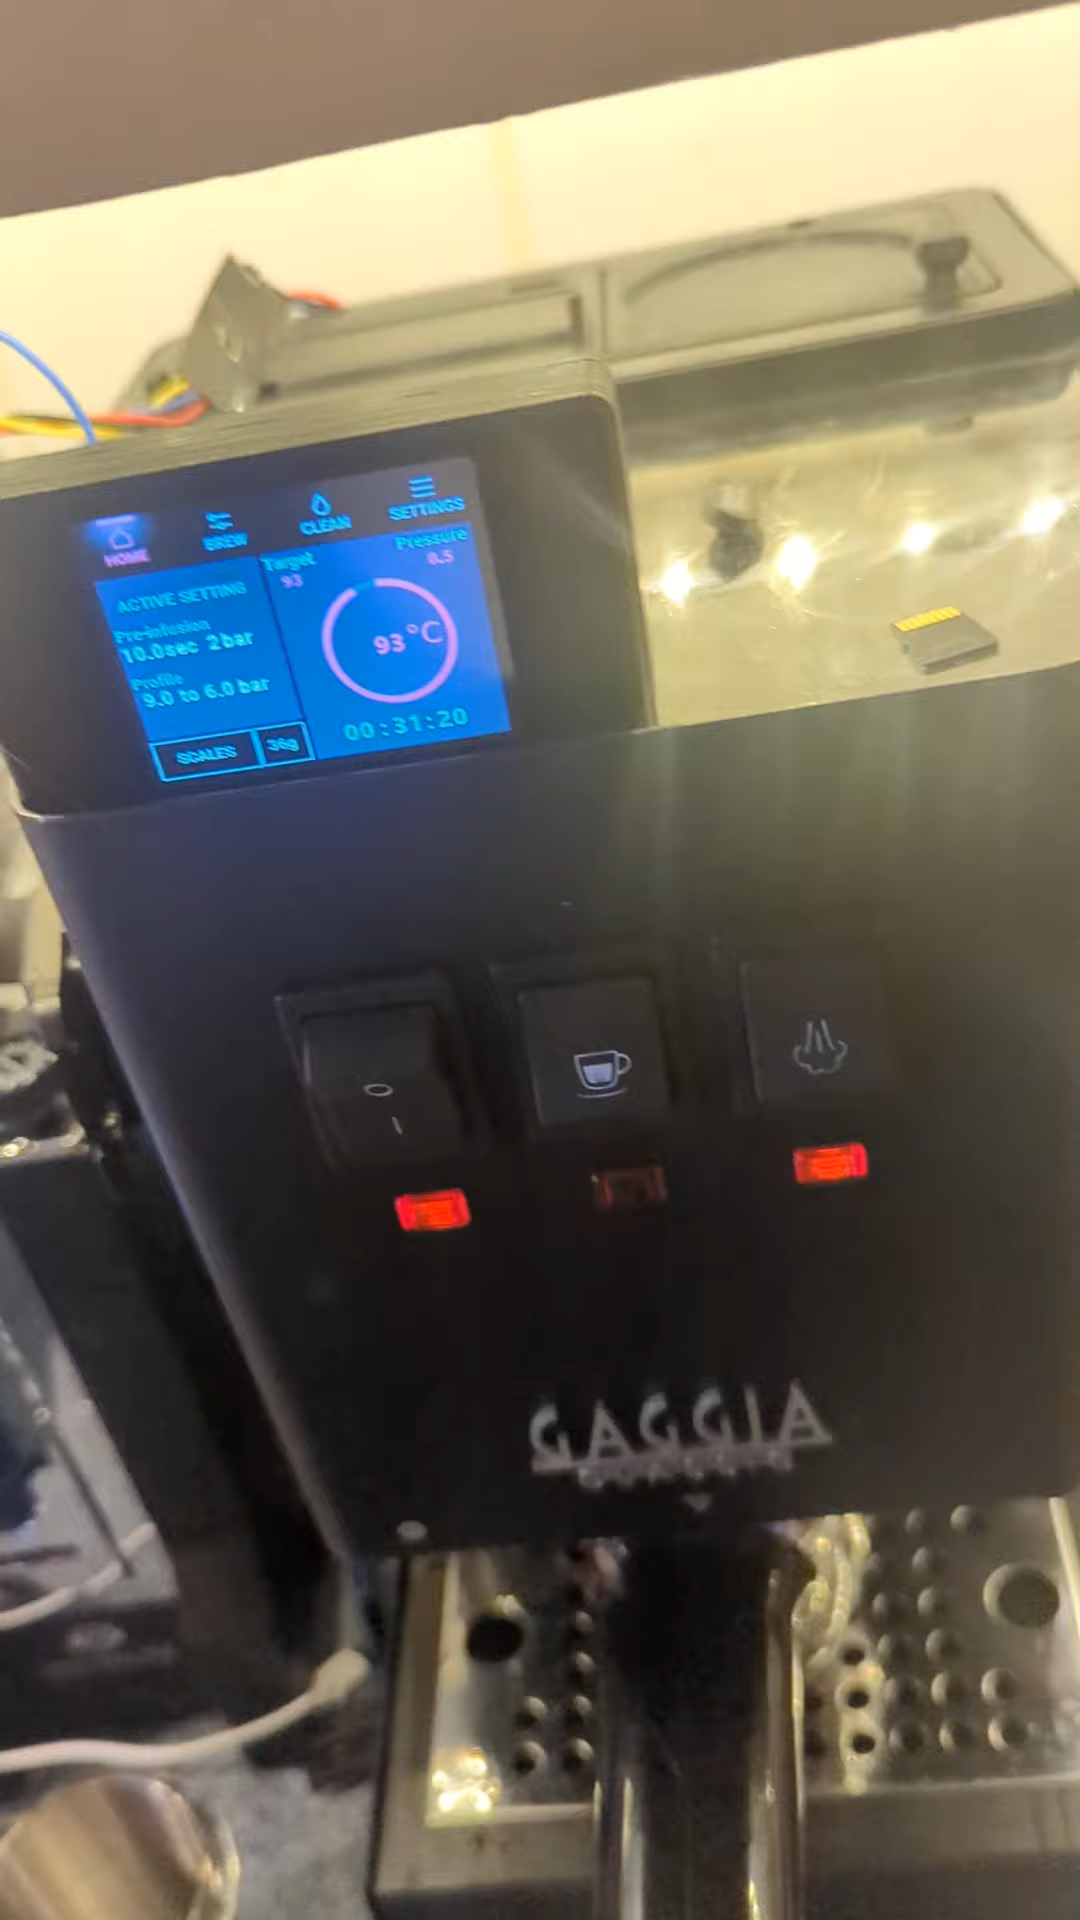 HOME BREW CLEAN SETTINGS
ACTIVE SETTING
Pre-infusion
10.0sec 2bar
Profile
9.0 to 6.0 bar
SCALES 36g
Target
93
Pressure
0.5
93°C
00:31:20
GAGGIA